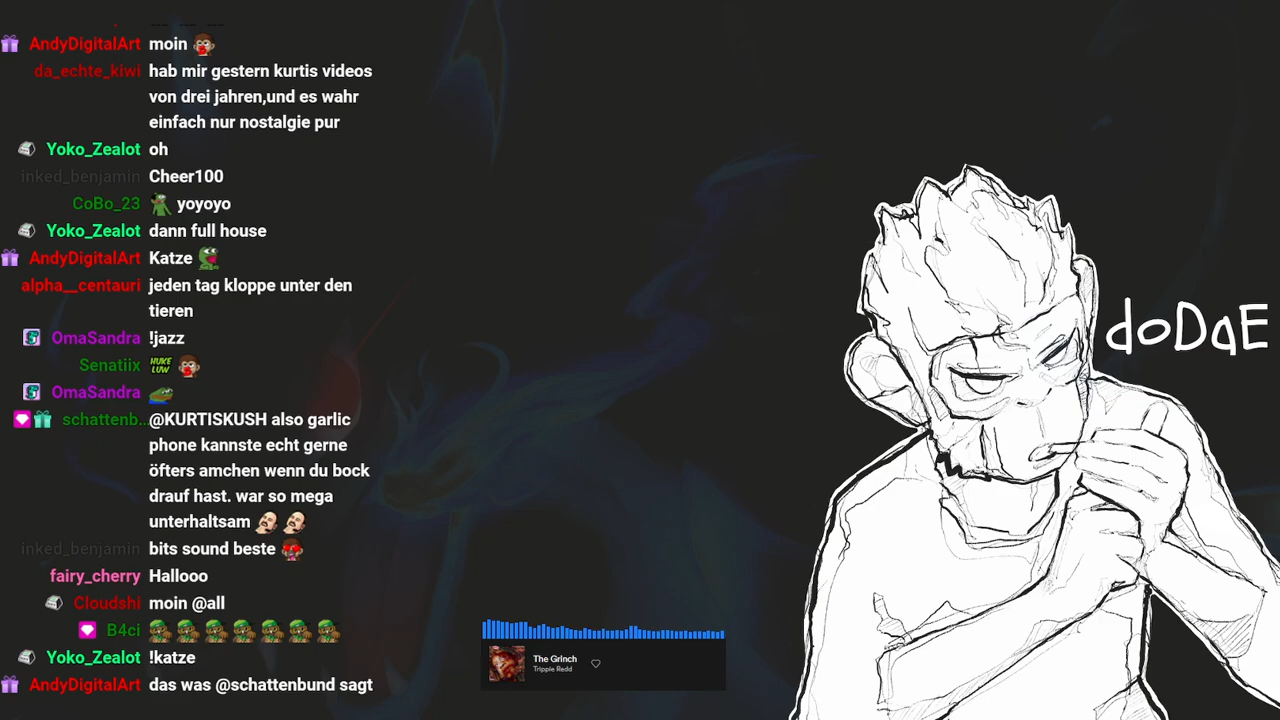 AndyDigitalArt moin
da_echte_kiwi hab mir gestern kurtis videos
von drei jahren,und es wahr
einfach nur nostalgie pur
Yoko_Zealot oh
inked_benjamin Cheer100
CoBo_23 yoyoyo
Yoko_Zealot dann full house
AndyDigitalArt Katze
alpha__centauri jeden tag kloppe unter den
tieren
OmaSandra !jazz
Senatiix NUKE LUW
OmaSandra
schattenb... @KURTISKUSH also garlic
phone kannste echt gerne
öfters amchen wenn du bock
drauf hast. war so mega
unterhaltsam
inked_benjamin bits sound beste
fairy_cherry Hallooo
Cloudshi moin @all
B4ci
Yoko_Zealot !katze
AndyDigitalArt das was @schattenbund sagt
doDaE
The Grinch
Trippie Redd